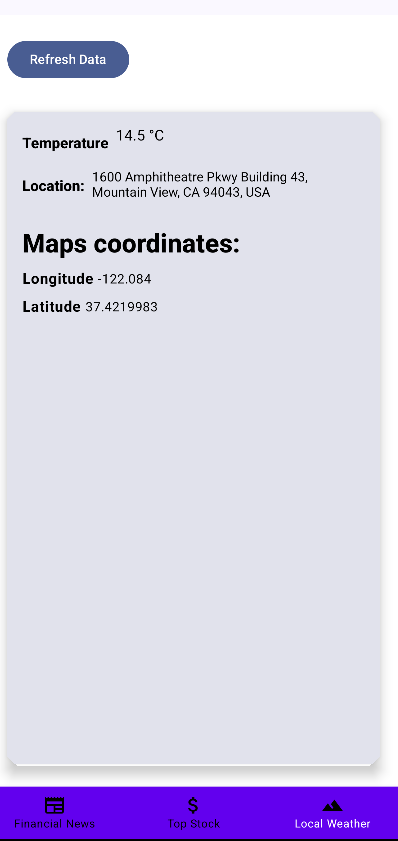 Refresh Data
Temperature 14.5 °C
Location: 1600 Amphitheatre Pkwy Building 43,
Mountain View, CA 94043, USA
Maps coordinates:
Longitude -122.084
Latitude 37.4219983
Financial News Top Stock Local Weather